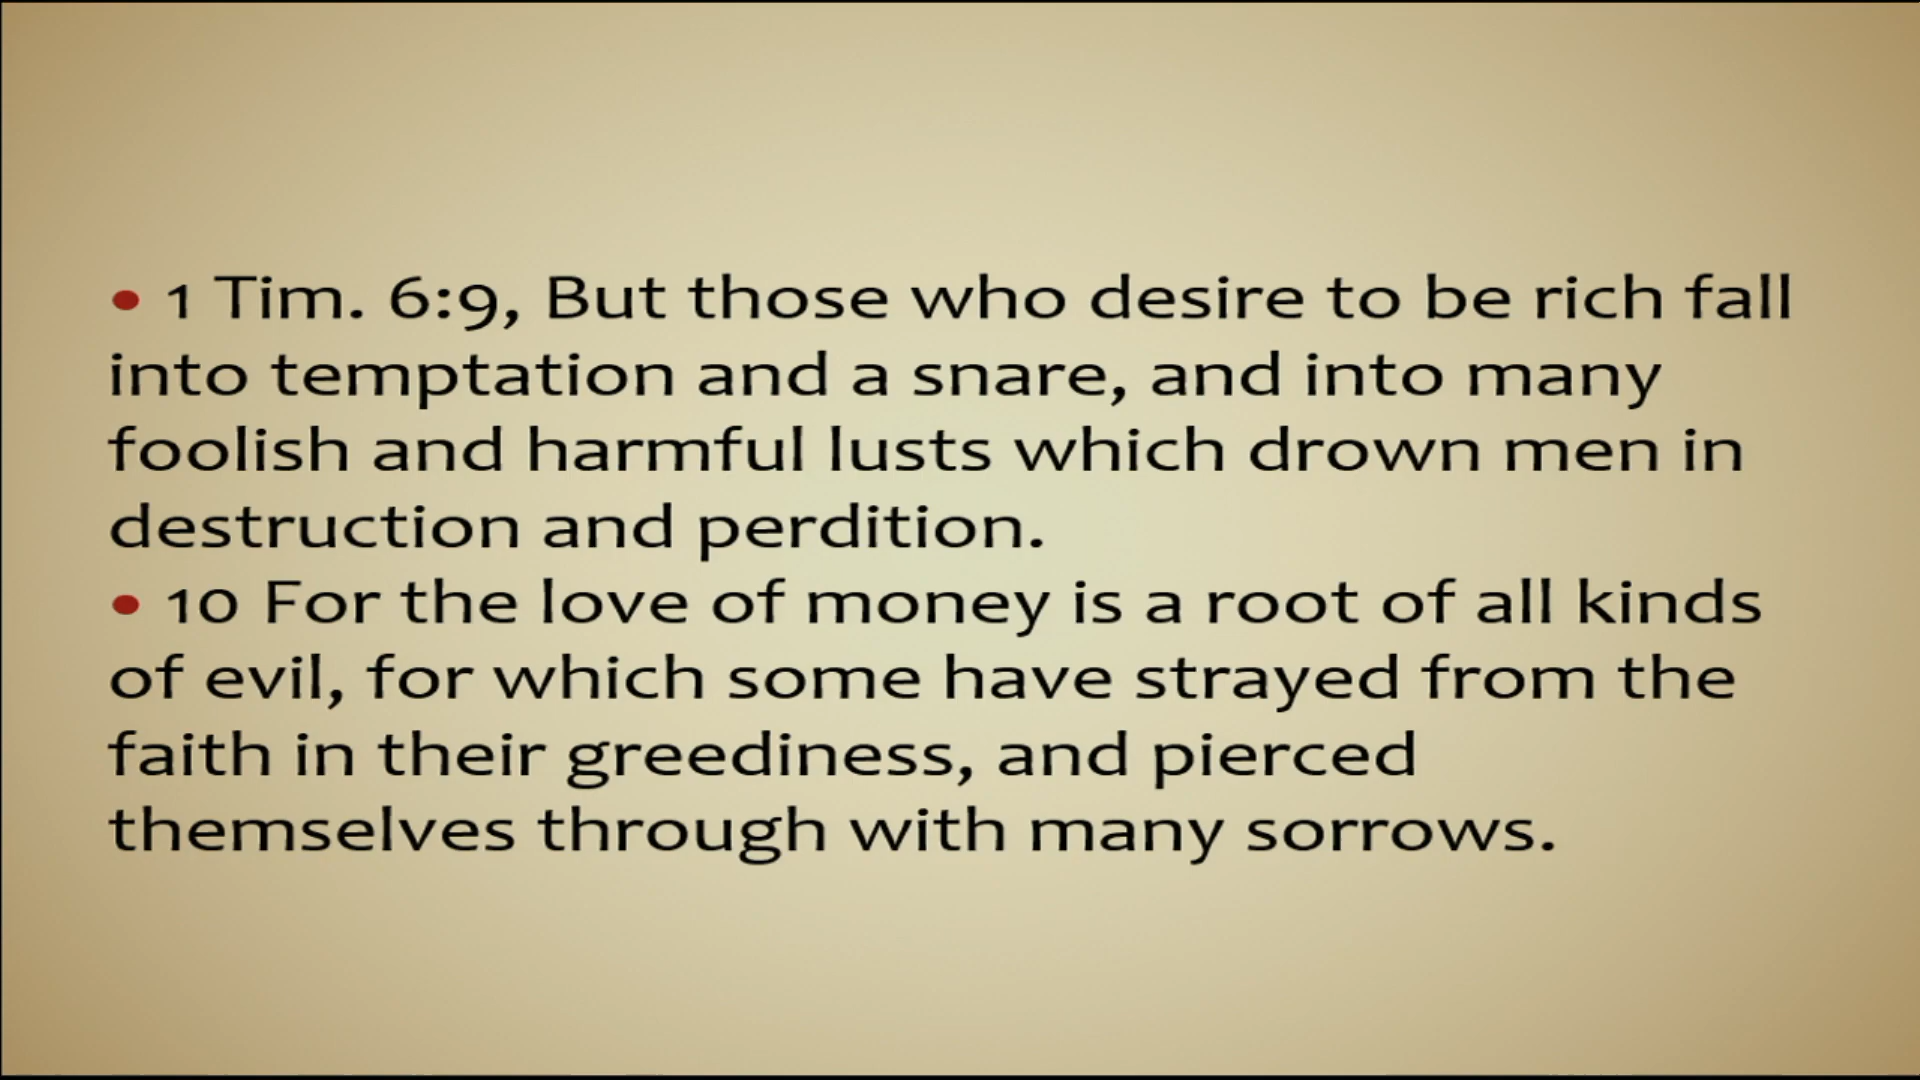 • 1 Tim. 6:9, But those who desire to be rich fall
into temptation and a snare, and into many
foolish and harmful lusts which drown men in
destruction and perdition.
• 10 For the love of money is a root of all kinds
of evil, for which some have strayed from the
faith in their greediness, and pierced
themselves through with many sorrows.